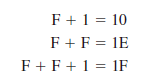 F + 1 = 10
F + F = 1E
F + F + 1 = 1F